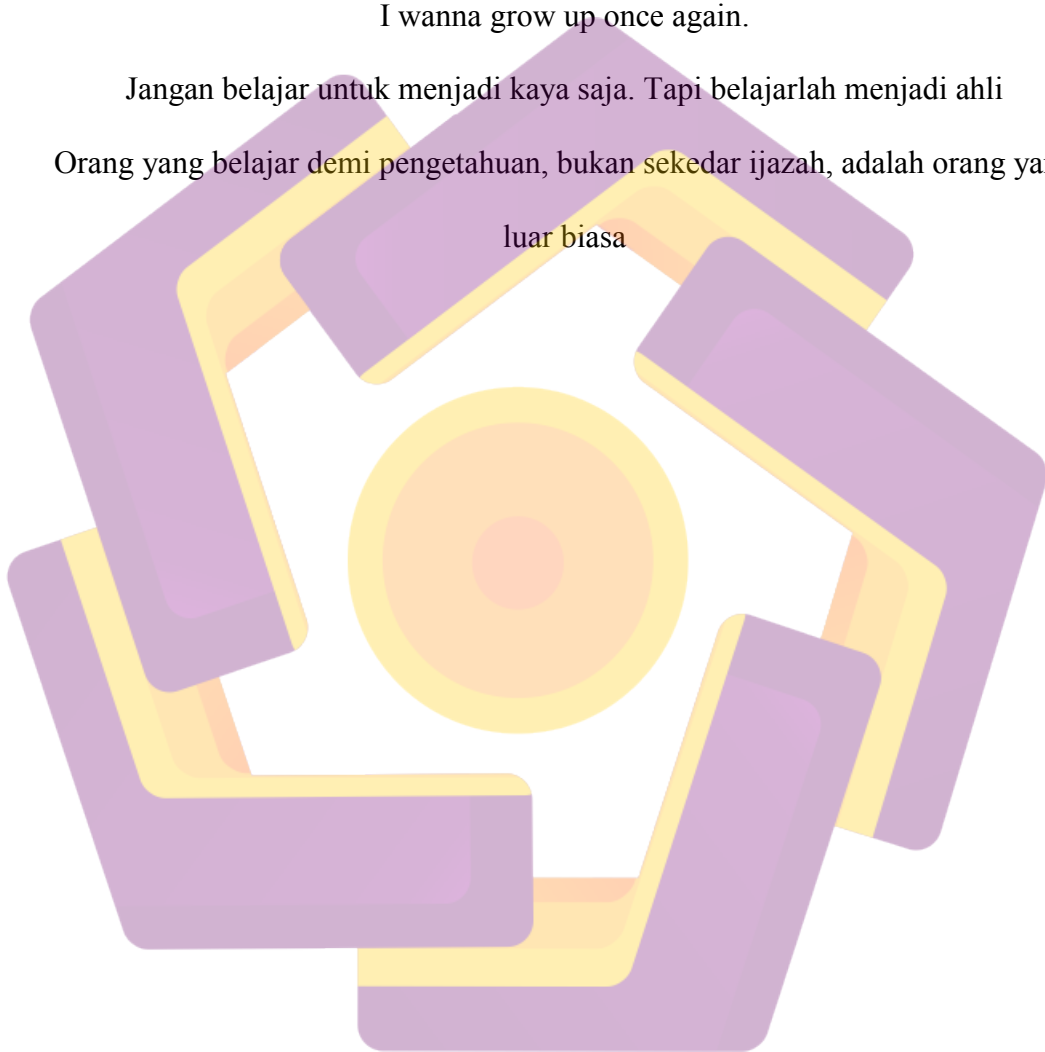 I wanna grow up once again.
Jangan belajar untuk menjadi kaya saja. Tapi belajarlah menjadi ahli
Orang yang belajar demi pengetahuan, bukan sekedar ijazah, adalah orang
luar biasa